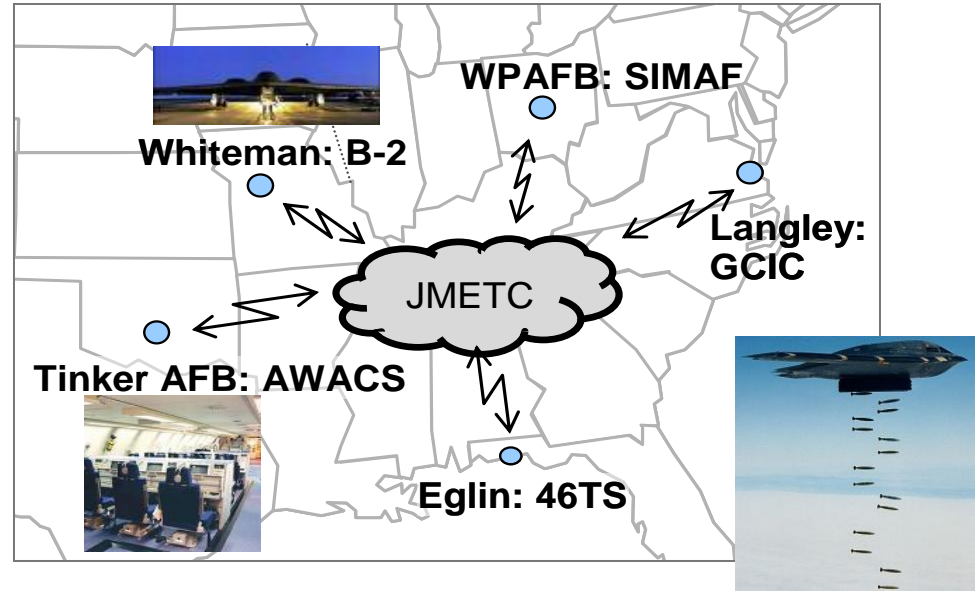 WPAFB: SIMAF
Whiteman: B-2
Langley:
GCIC
JMETC
Tinker AFB: AWACS
Eglin: 46TS